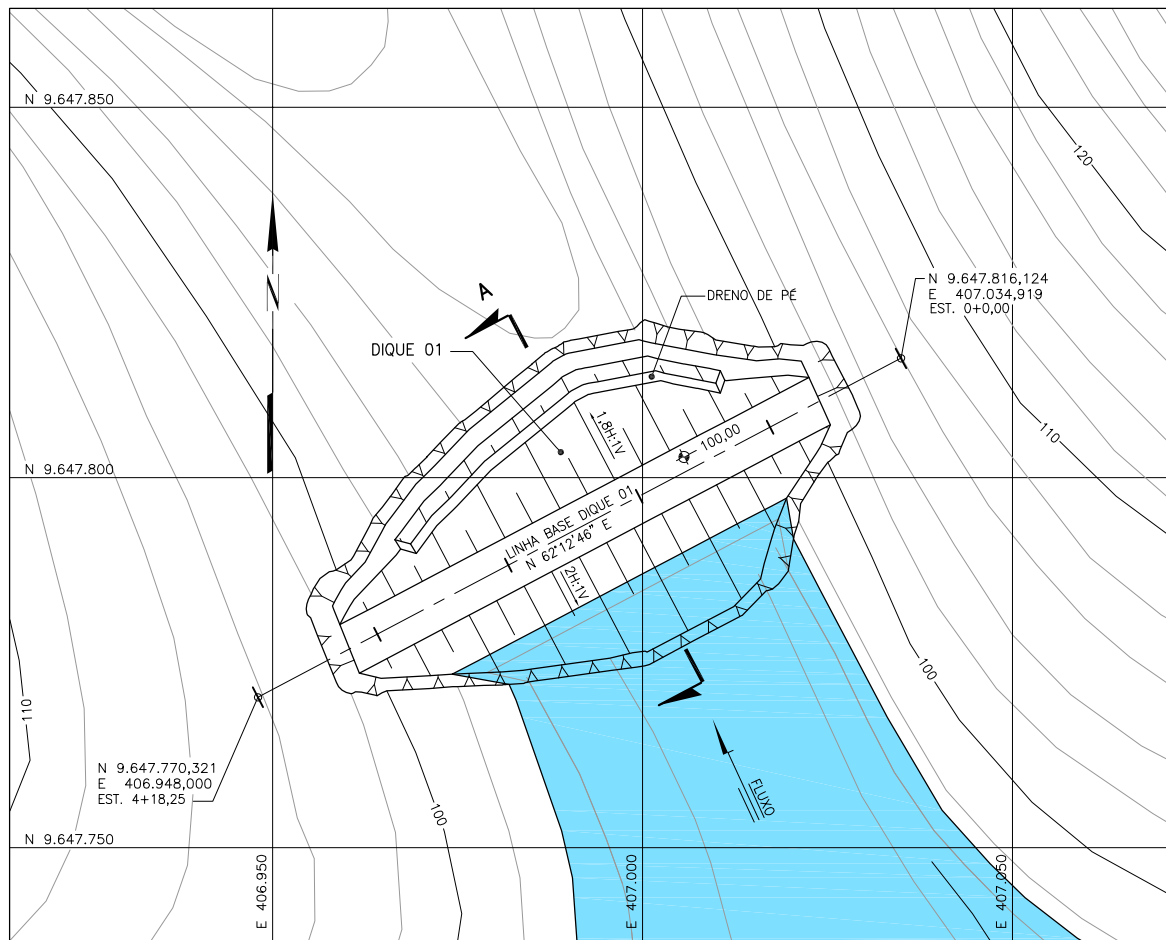 N 9.647.850
120
N
N 9.647.816,124
E 407.034,919
EST. 0+0,00
A
DRENO DE PÉ
DIQUE 01
1,8H:1V
100,00
110
N 9.647.800
LINHA BASE DIQUE 01
N 62°12'46" E
2H:1V
100
110
N 9.647.770,321
E 406.948,000
EST. 4+18,25
FLUXO
100
N 9.647.750
E 406.950
E 407.000
E 407.050